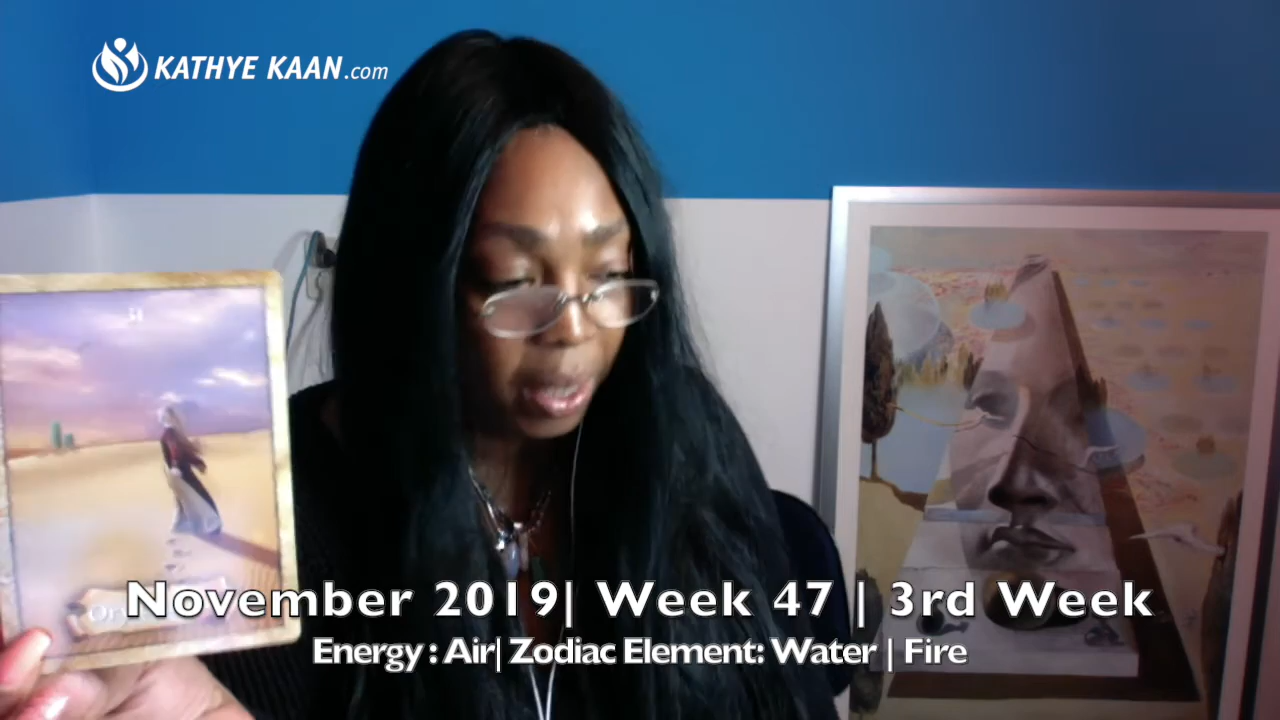 KATHYE KAAN.com
November 2019| Week 47 | 3rd Week
Energy : Air| Zodiac Element: Water | Fire